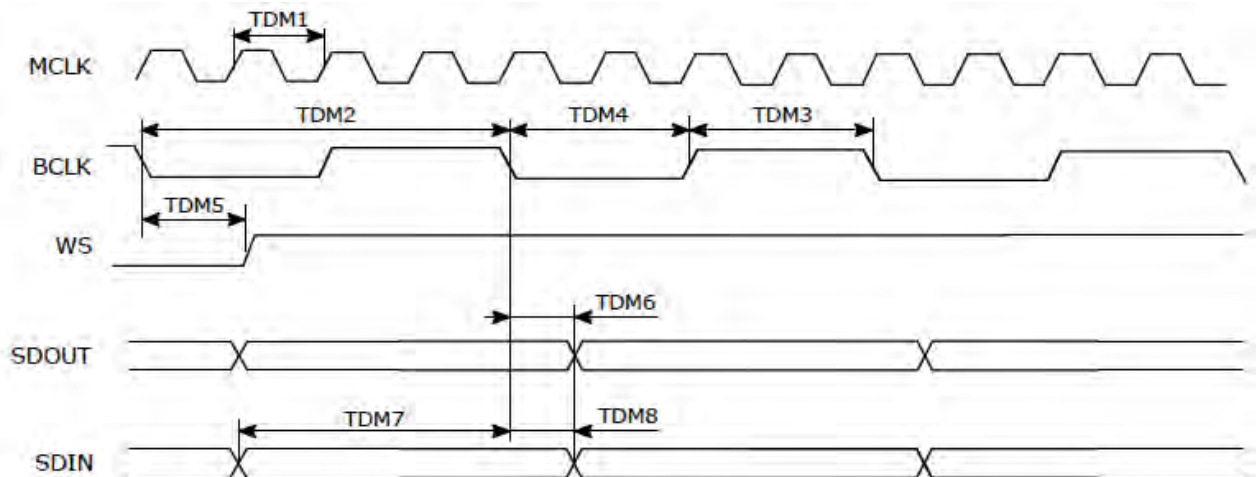 TDM1
MCLK
TDM2 TDM4 TDM3
BCLK
TDM5
WS
TDM6
SDOUT
TDM7 TDM8
SDIN